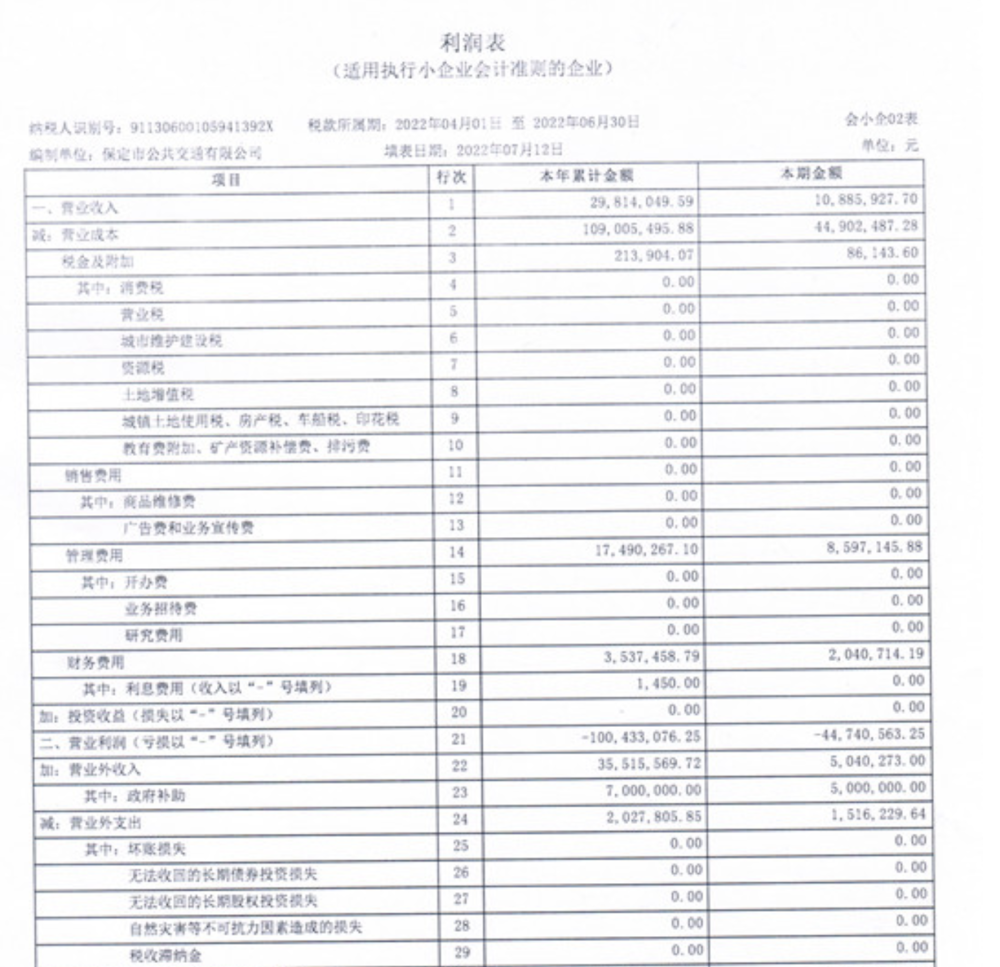 利润表
（适用执行小企业会计准则的企业）
纳税人识别号：91130600105941392X 税款所属期：2022年04月01日 至 2022年06月30日 会小企02表
编制单位：保定市公共交通有限公司 填表日期：2022年07月12日 单位：元
项目 行次 本年累计金额 本期金额
一、营业收入 1 29,814,049.59 10,885,927.70
减：营业成本 2 109,005,495.88 44,902,487.28
税金及附加 3 213,904.07 86,143.60
其中：消费税 4 0.00 0.00
营业税 5 0.00 0.00
城市维护建设税 6 0.00 0.00
资源税 7 0.00 0.00
土地增值税 8 0.00 0.00
城镇土地使用税、房产税、车船税、印花税 9 0.00 0.00
教育费附加、矿产资源补偿费、排污费 10 0.00 0.00
销售费用 11 0.00 0.00
其中：商品维修费 12 0.00 0.00
广告费和业务宣传费 13 0.00 0.00
管理费用 14 17,490,267.10 8,597,145.88
其中：开办费 15 0.00 0.00
业务招待费 16 0.00 0.00
研究费用 17 0.00 0.00
财务费用 18 3,537,458.79 2,040,714.19
其中：利息费用（收入以“-”号填列） 19 1,450.00 0.00
加：投资收益（损失以“-”号填列） 20 0.00 0.00
二、营业利润（亏损以“-”号填列） 21 -100,433,076.25 -44,740,563.25
加：营业外收入 22 35,515,569.72 5,040,273.00
其中：政府补助 23 7,000,000.00 5,000,000.00
减：营业外支出 24 2,027,805.85 1,516,229.64
其中：坏账损失 25 0.00 0.00
无法收回的长期债券投资损失 26 0.00 0.00
无法收回的长期股权投资损失 27 0.00 0.00
自然灾害等不可抗力因素造成的损失 28 0.00 0.00
税收滞纳金 29 0.00 0.00